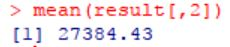 > mean(result[,2])
[1] 27384.43